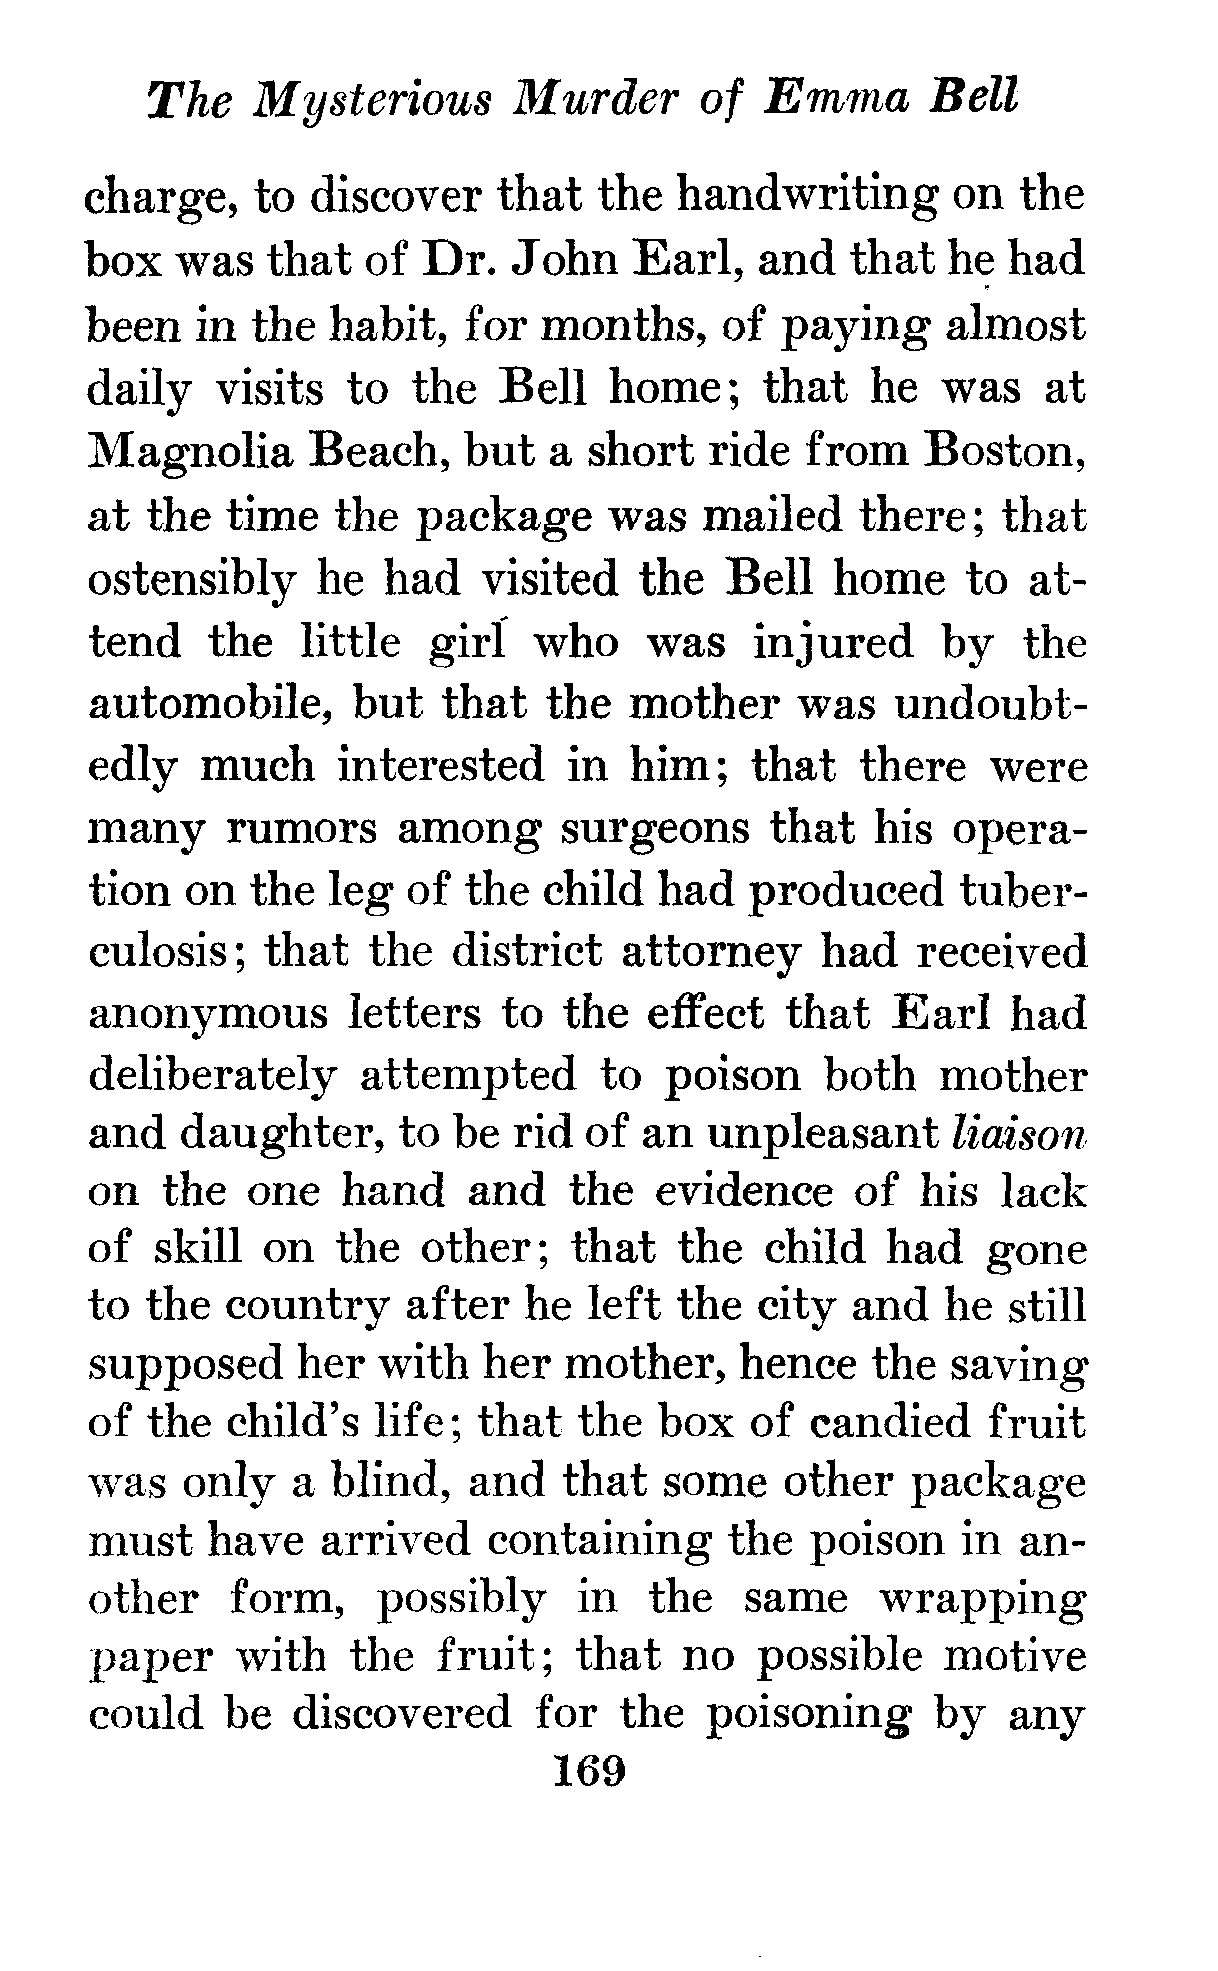 The Mysterious Murder of Emma Bell
charge, to discover that the handwriting on the
box was that of Dr. John Earl, and that he had
been in the habit, for months, of paying almost
daily visits to the Bell home; that he was at
Magnolia Beach, but a short ride from Boston,
at the time the package was mailed there; that
ostensibly he had visited the Bell home to at-
tend the little girl who was injured by the
automobile, but that the mother was undoubt-
edly much interested in him; that there were
many rumors among surgeons that his opera-
tion on the leg of the child had produced tuber-
culosis; that the district attorney had received
anonymous letters to the effect that Earl had
deliberately attempted to poison both mother
and daughter, to be rid of an unpleasant liaison
on the one hand and the evidence of his lack
of skill on the other; that the child had gone
to the country after he left the city and he still
supposed her with her mother, hence the saving
of the child's life; that the box of candied fruit
was only a blind, and that some other package
must have arrived containing the poison in an-
other form, possibly in the same wrapping
paper with the fruit; that no possible motive
could be discovered for the poisoning by any
169